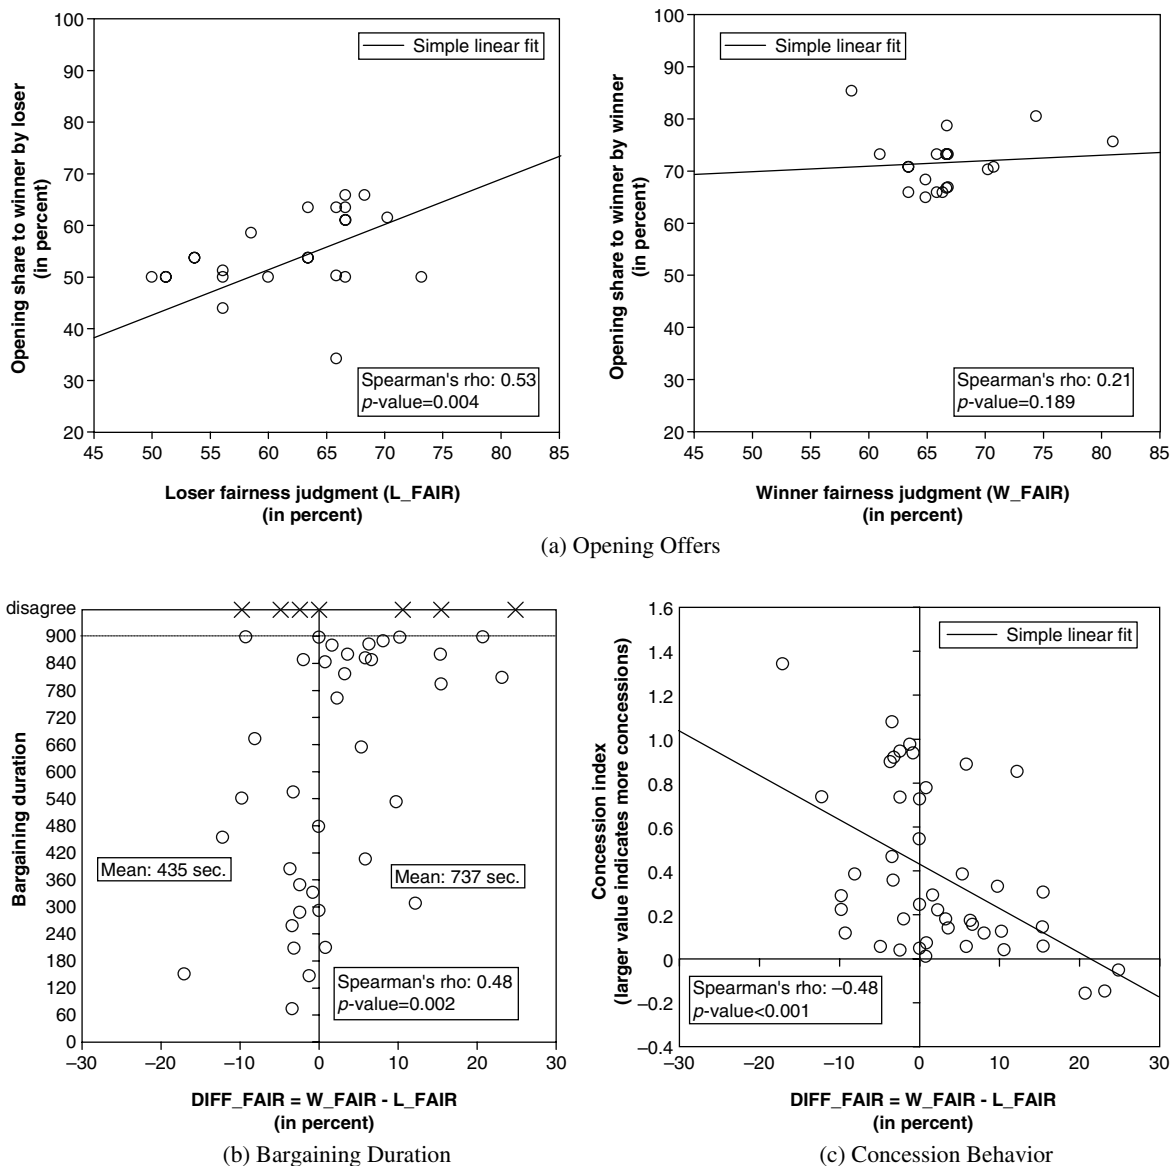 100
90
80
70
60
50
40
30
20
Opening share to winner by loser
(in percent)
Simple linear fit
Spearman's rho: 0.53
p-value=0.004
45 50 55 60 65 70 75 80 85
Loser fairness judgment (L_FAIR)
(in percent)
100
90
80
70
60
50
40
30
20
Opening share to winner by winner
(in percent)
Simple linear fit
Spearman's rho: 0.21
p-value=0.189
45 50 55 60 65 70 75 80 85
Winner fairness judgment (W_FAIR)
(in percent)
(a) Opening Offers
disagree
900
840
780
720
660
600
540
480
420
360
300
240
180
120
60
0
Bargaining duration
Mean: 435 sec.
Mean: 737 sec.
Spearman's rho: 0.48
p-value=0.002
−30 −20 −10 0 10 20 30
DIFF_FAIR = W_FAIR - L_FAIR
(in percent)
(b) Bargaining Duration
1.6
1.4
1.2
1.0
0.8
0.6
0.4
0.2
0
−0.2
−0.4
Concession index
(larger value indicates more concessions)
Simple linear fit
−20 −10 0 10 20 30
Spearman's rho: −0.48
p-value<0.001
−30 −20 −10 0 10 20 30
DIFF_FAIR = W_FAIR - L_FAIR
(in percent)
(c) Concession Behavior